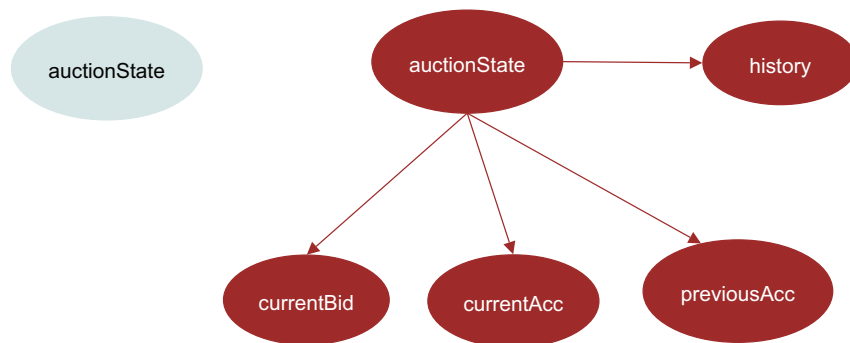 auctionState
auctionState
history
currentBid
currentAcc
previousAcc